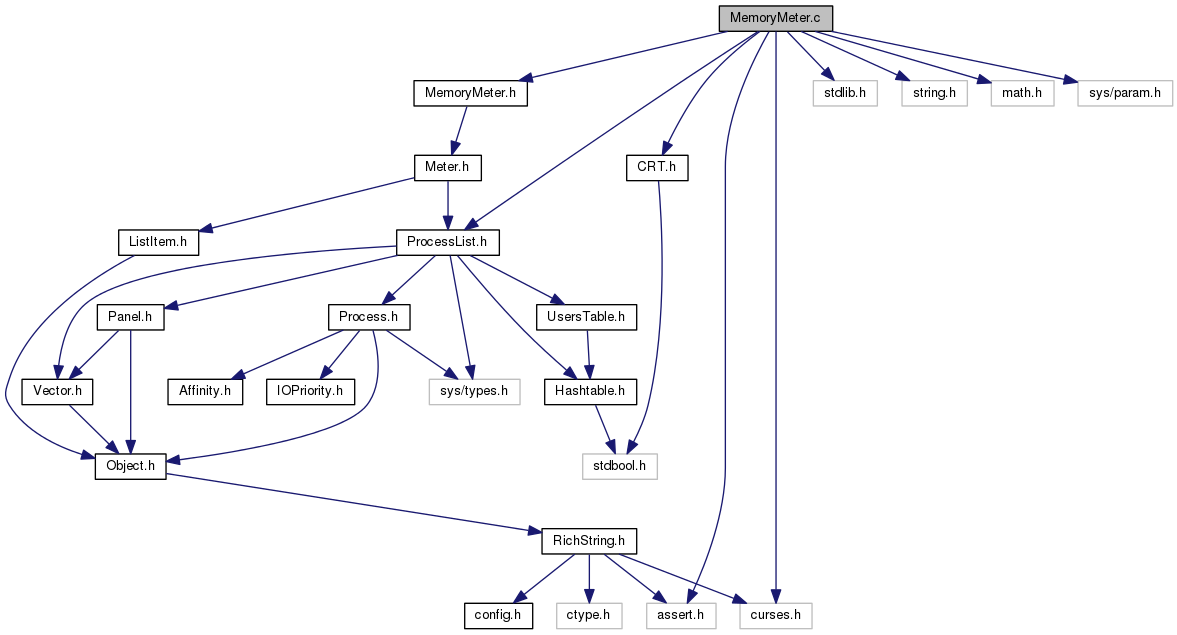 MemoryMeter.c
MemoryMeter.h
stdlib.h
string.h
math.h
sys/param.h
Meter.h
CRT.h
ListItem.h
ProcessList.h
Panel.h
Process.h
UsersTable.h
Vector.h
Affinity.h
IOPriority.h
sys/types.h
Hashtable.h
Object.h
stdbool.h
RichString.h
config.h
ctype.h
assert.h
curses.h